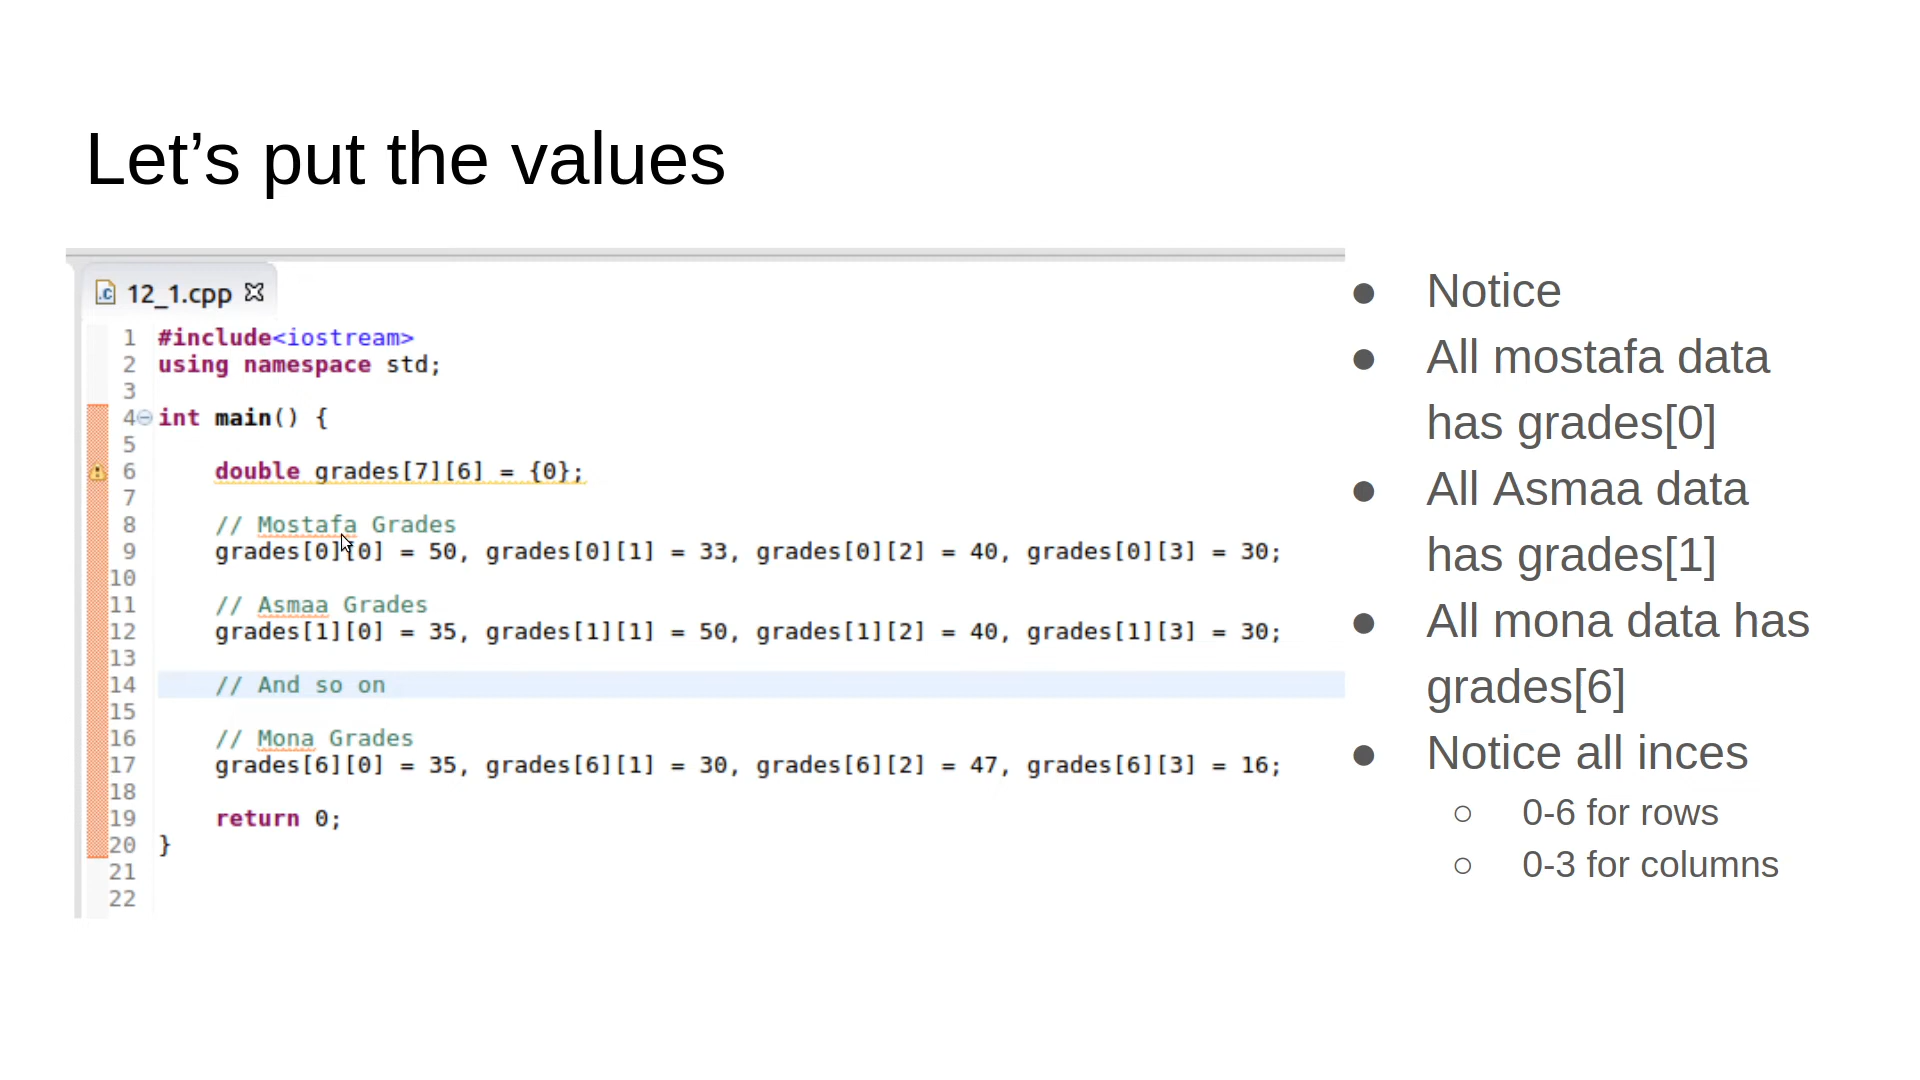 Let’s put the values
12_1.cpp
1 #include<iostream>
2 using namespace std;
3
4 int main() {
5
6 double grades[7][6] = {0};
7
8 // Mostafa Grades
9 grades[0][0] = 50, grades[0][1] = 33, grades[0][2] = 40, grades[0][3] = 30;
10
11 // Asmaa Grades
12 grades[1][0] = 35, grades[1][1] = 50, grades[1][2] = 40, grades[1][3] = 30;
13
14 // And so on
15
16 // Mona Grades
17 grades[6][0] = 35, grades[6][1] = 30, grades[6][2] = 47, grades[6][3] = 16;
18
19 return 0;
20 }
21
22
● Notice
● All mostafa data
has grades[0]
● All Asmaa data
has grades[1]
● All mona data has
grades[6]
● Notice all inces
○ 0-6 for rows
○ 0-3 for columns